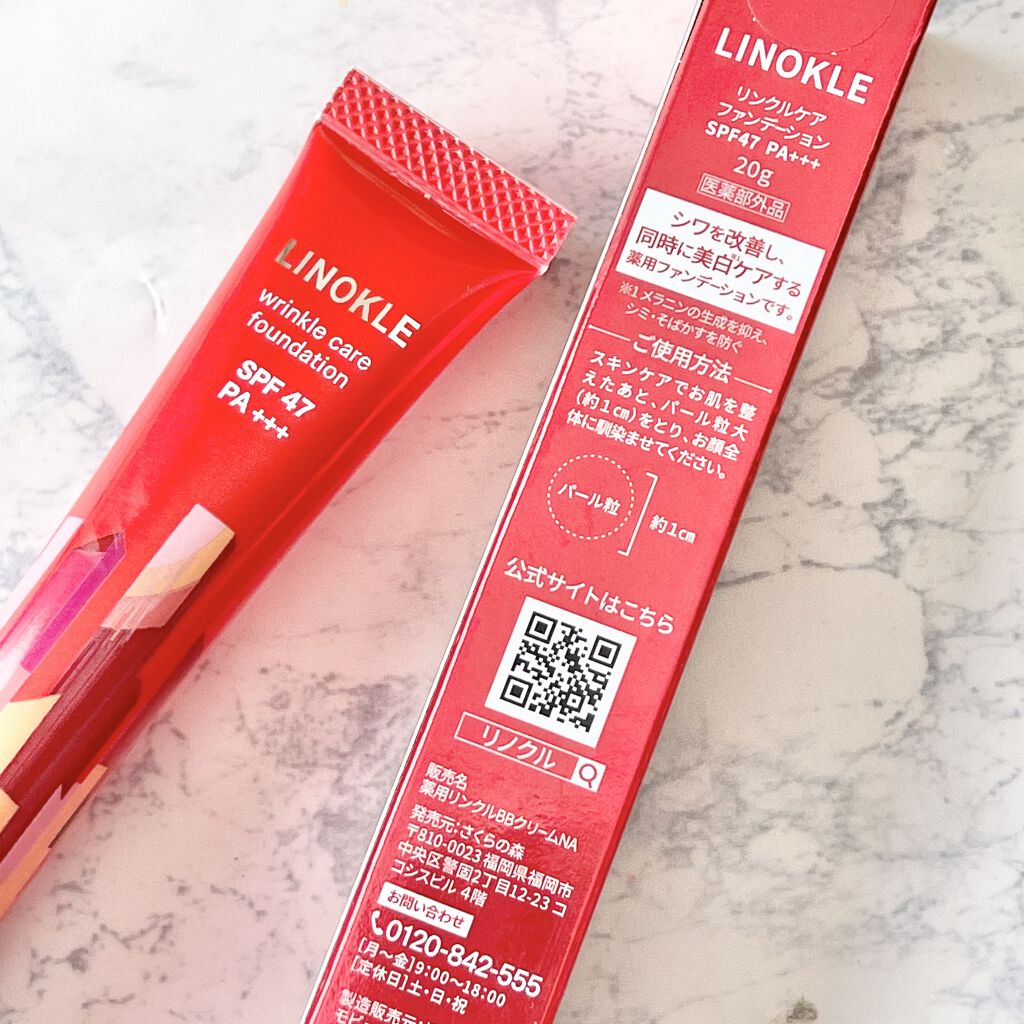 LINOKLE
wrinkle care
foundation
SPF 47
PA +++
LINOKLE
リンクルケア
ファンデーション
SPF47 PA+++
20g
医薬部外品
シワを改善し、
同時に美白ケアする
※1
薬用ファンデーションです。
※1メラニンの生成を抑え、
シミ・そばかすを防ぐ
ご使用方法
スキンケアでお肌を整
えたあと、パール粒大
(約1㎝)をとり、お顔全
体に馴染ませてください。
パール粒
約1㎝
公式サイトはこちら
リノクル
販売名
薬用リンクルBBクリームNA
発売元:さくらの森
〒810-0023 福岡県福岡市
中央区警固2丁目12-23 コ
コシスビル 4階
お問い合わせ
0120-842-555
[月〜金]9:00〜18:00
[定休日]土・日・祝
製造販売元: